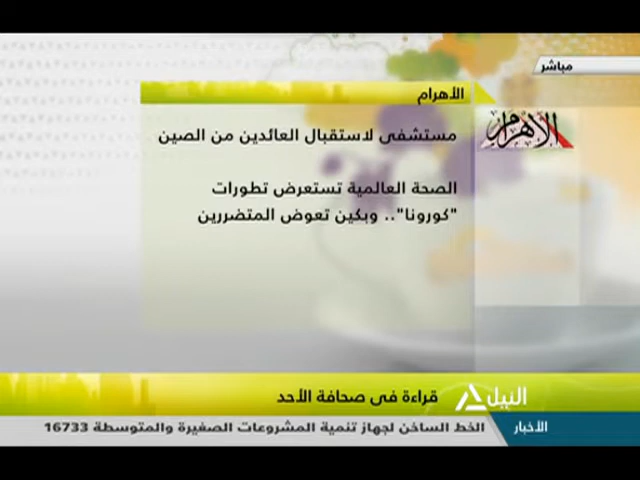 مباشر
الأهرام
الأهرام
مستشفى لاستقبال العائدين من الصين
الصحة العالمية تستعرض تطورات
"كورونا".. وبكين تعوض المتضررين
النيل
قراءة فى صحافة الأحد
الأخبار
الخط الساخن لجهاز تنمية المشروعات الصغيرة والمتوسطة 16733